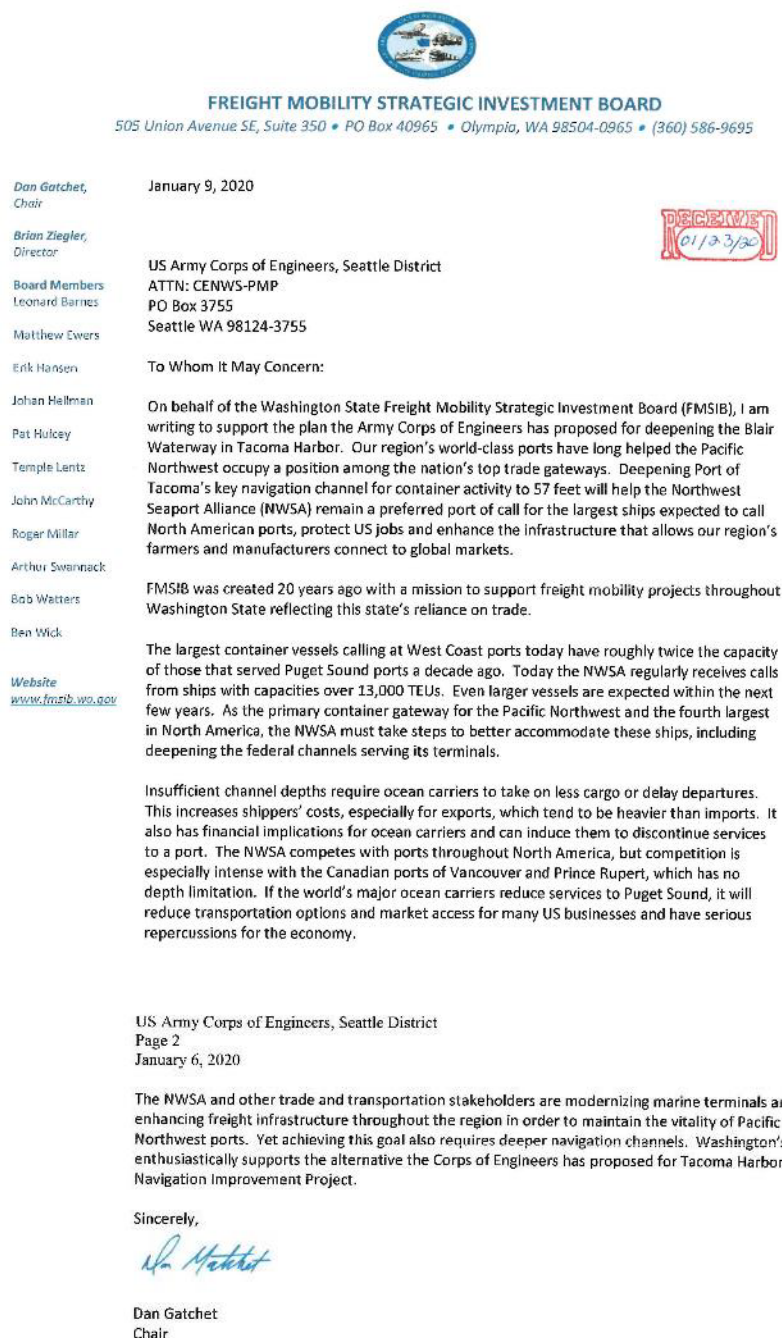 FREIGHT MOBILITY STRATEGIC INVESTMENT BOARD
505 Union Avenue SE, Suite 350 • PO Box 40965 • Olympia, WA 98504-0965 • (360) 586-9695
Dan Gatchet,
Chair
Brian Ziegler,
Director
Board Members
Leonard Barnes
Matthew Ewers
Erik Hansen
Johan Hellman
Pat Hulcey
Temple Lentz
John McCarthy
Roger Millar
Arthur Swannack
Bob Watters
Ben Wick
Website
www.fmsib.wa.gov
January 9, 2020
RECEIVED
01/23/20
US Army Corps of Engineers, Seattle District
ATTN: CENWS-PMP
PO Box 3755
Seattle WA 98124-3755
To Whom It May Concern:
On behalf of the Washington State Freight Mobility Strategic Investment Board (FMSIB), I am
writing to support the plan the Army Corps of Engineers has proposed for deepening the Blair
Waterway in Tacoma Harbor. Our region's world-class ports have long helped the Pacific
Northwest occupy a position among the nation's top trade gateways. Deepening Port of
Tacoma's key navigation channel for container activity to 57 feet will help the Northwest
Seaport Alliance (NWSA) remain a preferred port of call for the largest ships expected to call
North American ports, protect US jobs and enhance the infrastructure that allows our region's
farmers and manufacturers connect to global markets.
FMSIB was created 20 years ago with a mission to support freight mobility projects throughout
Washington State reflecting this state's reliance on trade.
The largest container vessels calling at West Coast ports today have roughly twice the capacity
of those that served Puget Sound ports a decade ago. Today the NWSA regularly receives calls
from ships with capacities over 13,000 TEUs. Even larger vessels are expected within the next
few years. As the primary container gateway for the Pacific Northwest and the fourth largest
in North America, the NWSA must take steps to better accommodate these ships, including
deepening the federal channels serving its terminals.
Insufficient channel depths require ocean carriers to take on less cargo or delay departures.
This increases shippers' costs, especially for exports, which tend to be heavier than imports. It
also has financial implications for ocean carriers and can induce them to discontinue services
to a port. The NWSA competes with ports throughout North America, but competition is
especially intense with the Canadian ports of Vancouver and Prince Rupert, which has no
depth limitation. If the world's major ocean carriers reduce services to Puget Sound, it will
reduce transportation options and market access for many US businesses and have serious
repercussions for the economy.
US Army Corps of Engineers, Seattle District
Page 2
January 6, 2020
The NWSA and other trade and transportation stakeholders are modernizing marine terminals a
enhancing freight infrastructure throughout the region in order to maintain the vitality of Pacific
Northwest ports. Yet achieving this goal also requires deeper navigation channels. Washington's
enthusiastically supports the alternative the Corps of Engineers has proposed for Tacoma Harbor
Navigation Improvement Project.
Sincerely,
Dan Gatchet
Dan Gatchet
Chair